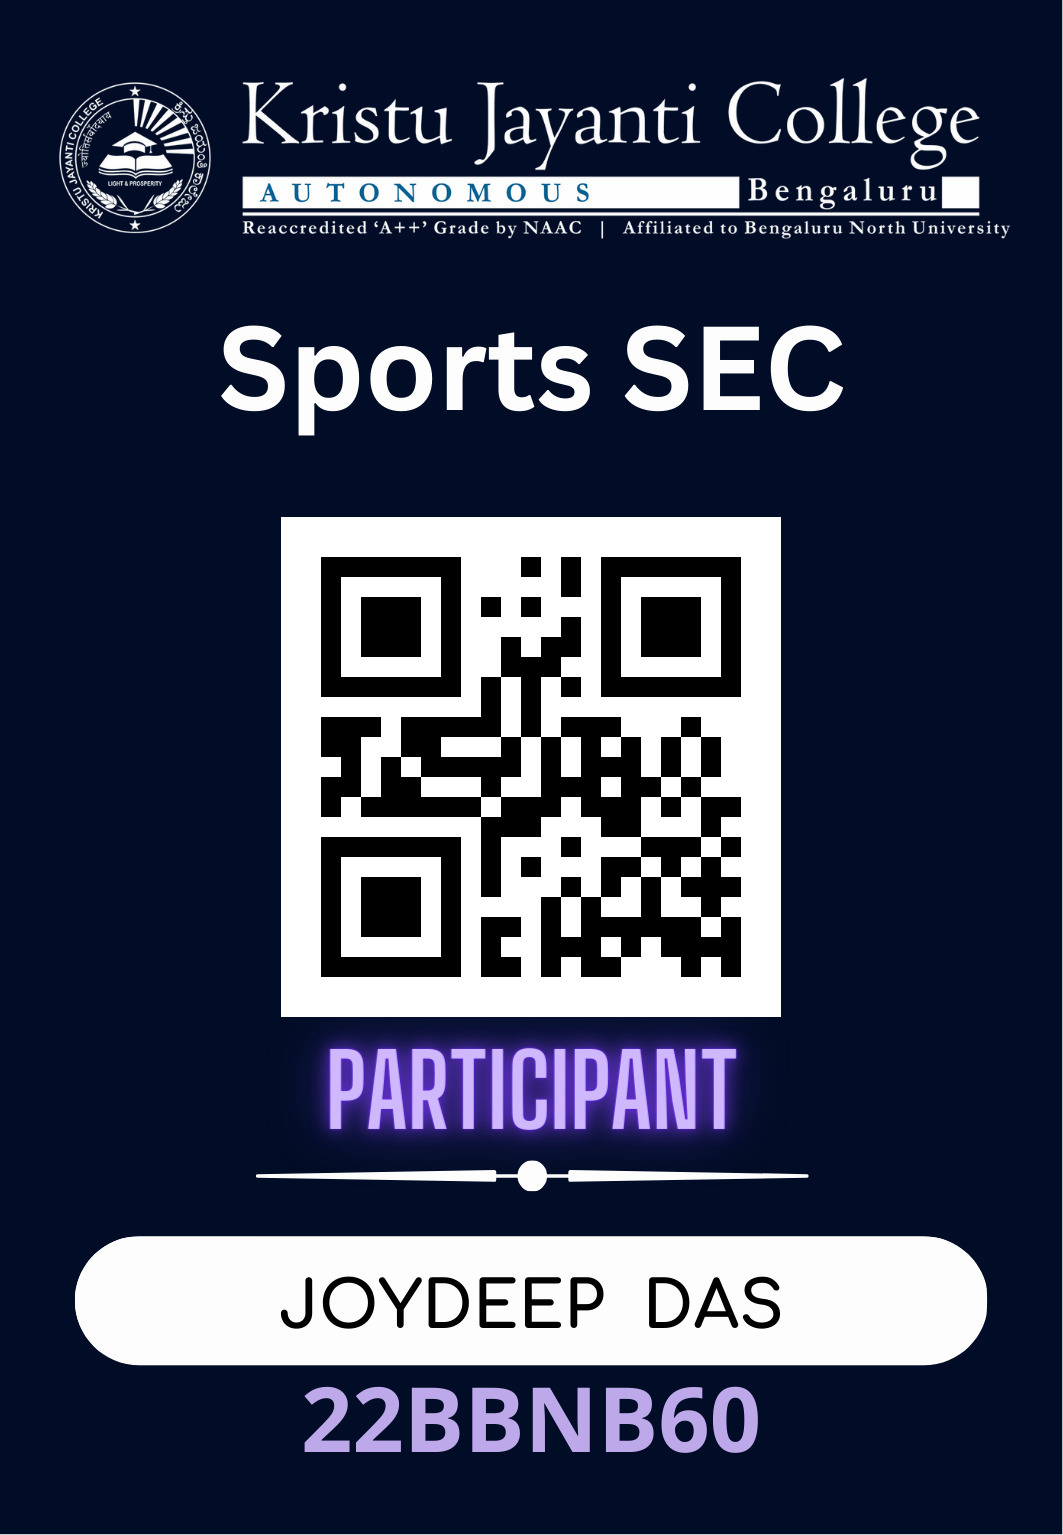 KRISTU JAYANTI COLLEGE
ಕ್ರಿಸ್ತು ಜಯಂತಿ ಕಾಲೇಜು
LIGHT & PROSPERITY
Kristu Jayanti College
AUTONOMOUS Bengaluru
Reaccredited ‘A++’ Grade by NAAC | Affiliated to Bengaluru North University
Sports SEC
PARTICIPANT
JOYDEEP DAS
22BBNB60